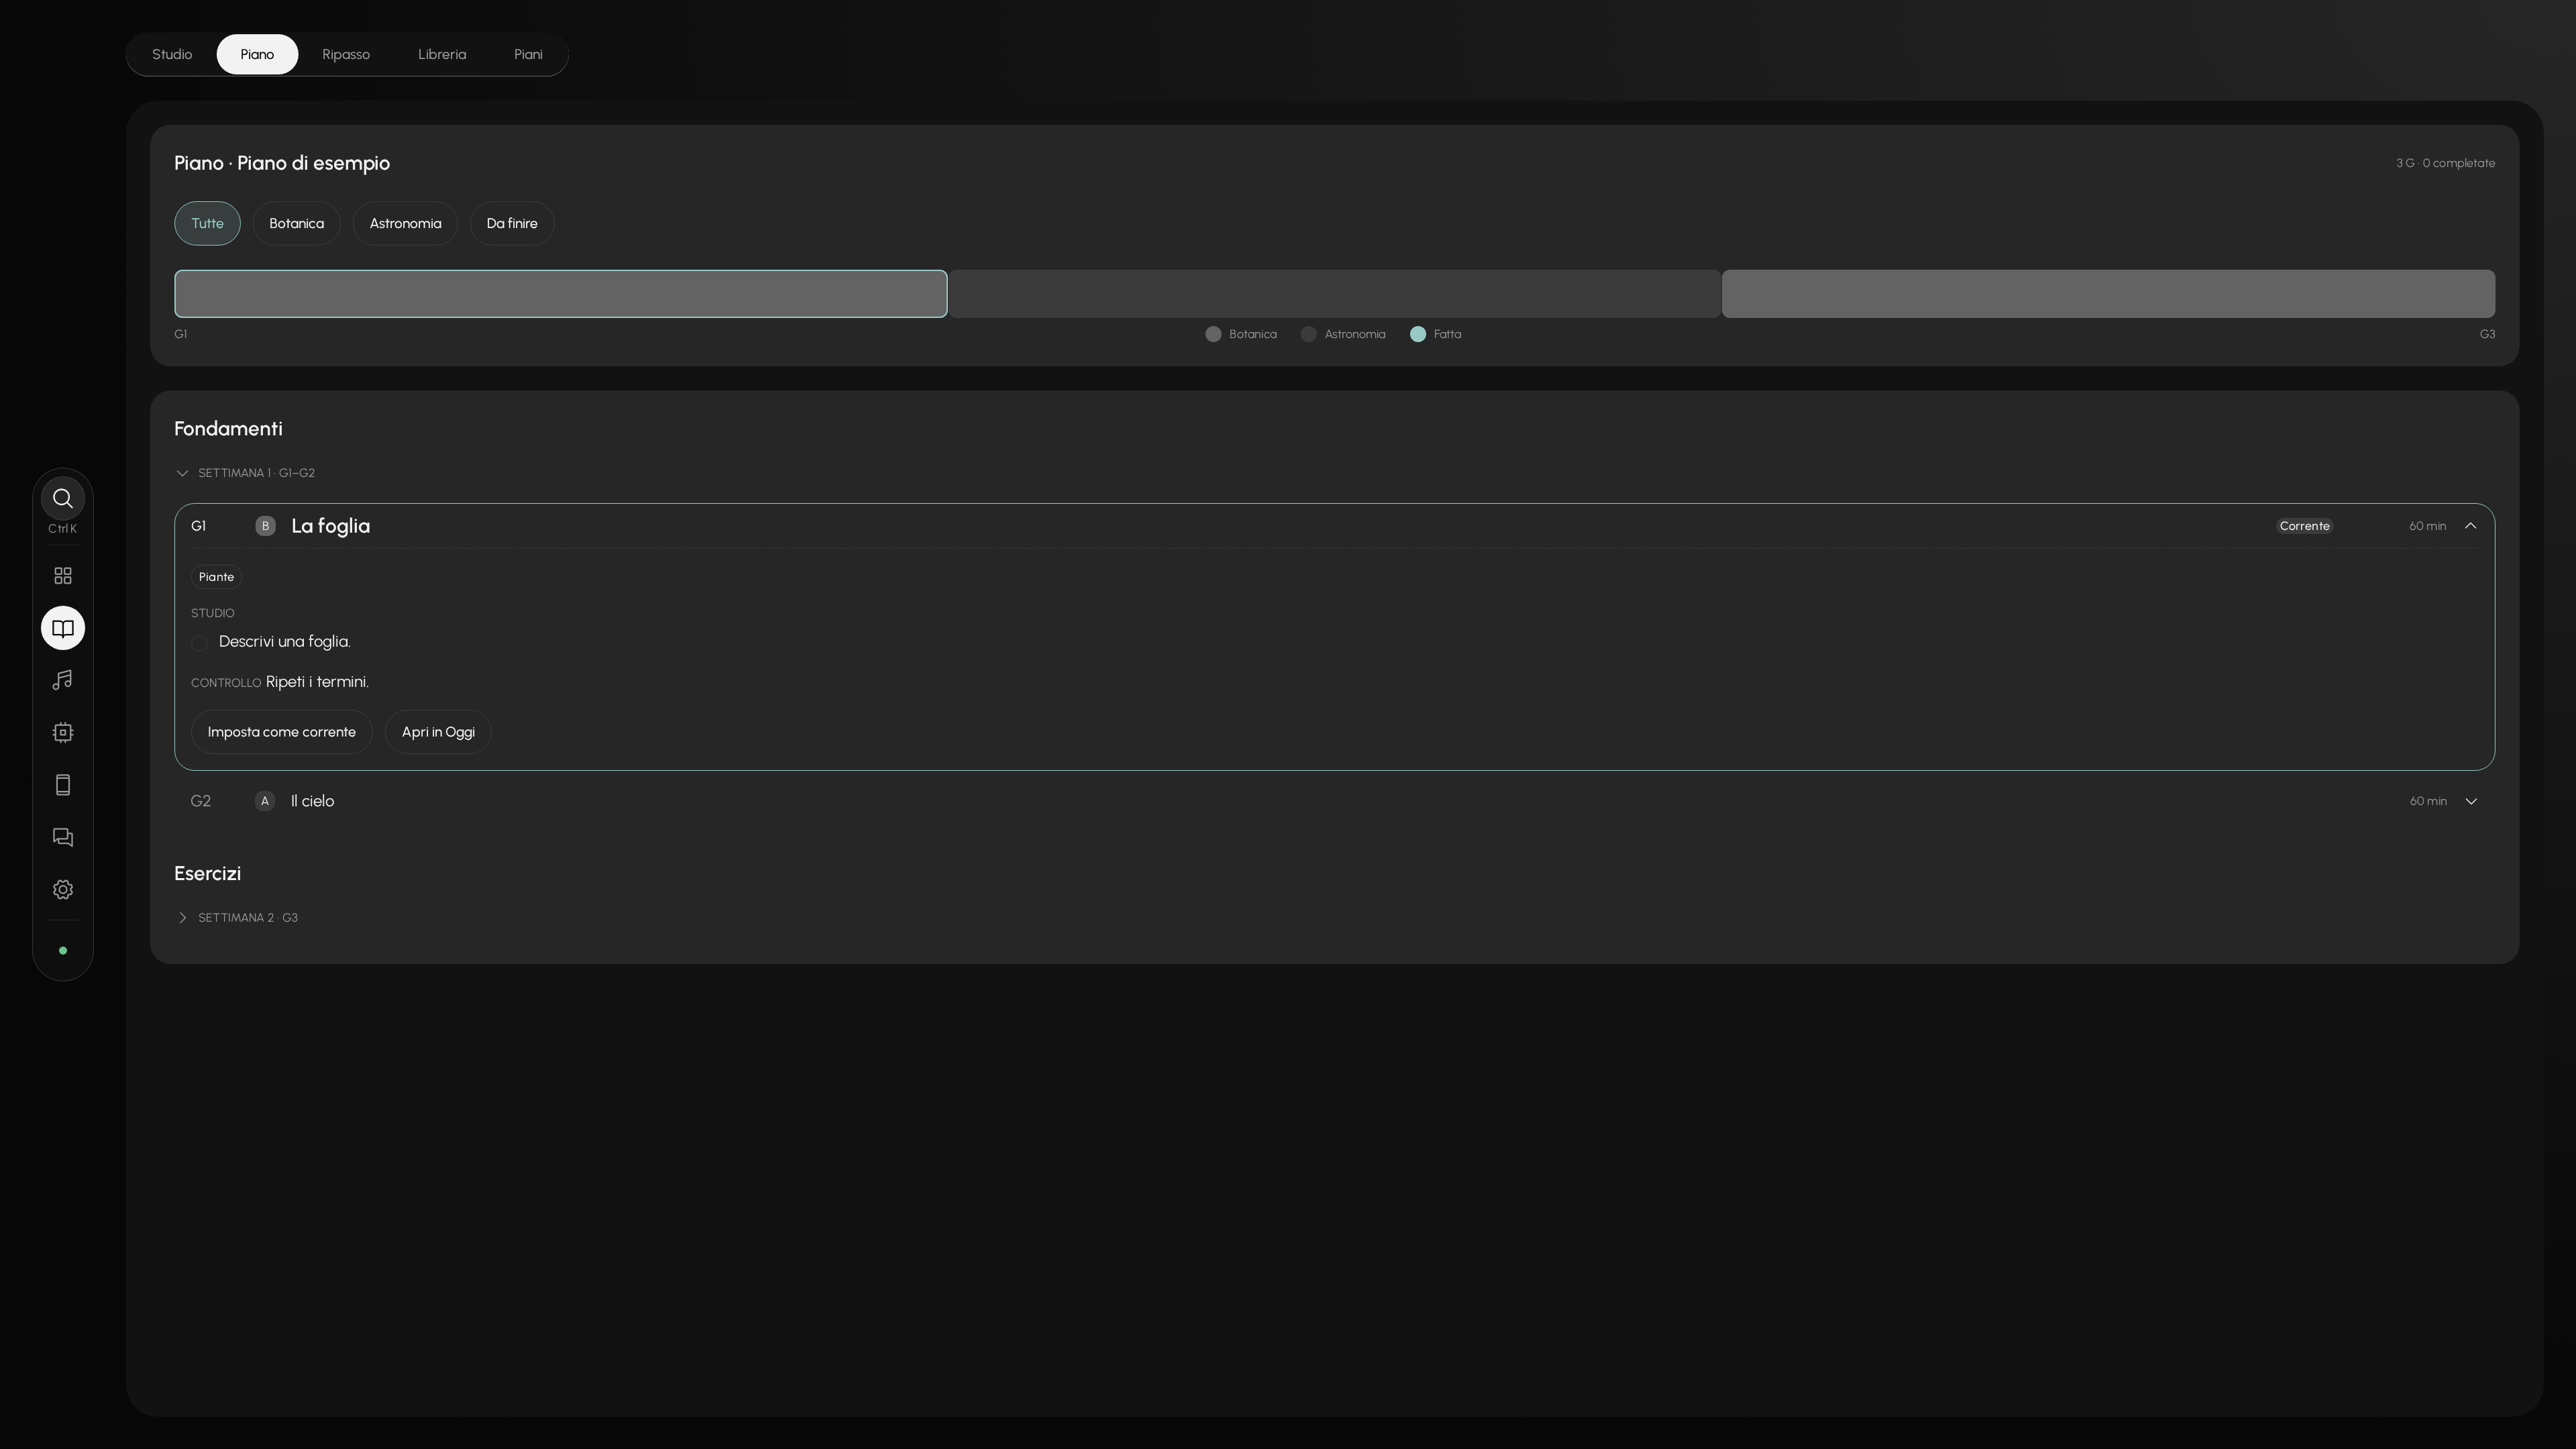 Studio Piano Ripasso Libreria Piani
Piano · Piano di esempio
3 G · 0 completate
Tutte Botanica Astronomia Da finire
G1 Botanica Astronomia Fatta G3
Fondamenti
SETTIMANA 1 · G1–G2
Ctrl K
G1 B La foglia Corrente 60 min
Piante
STUDIO
Descrivi una foglia.
CONTROLLO Ripeti i termini.
Imposta come corrente Apri in Oggi
G2 A Il cielo 60 min
Esercizi
SETTIMANA 2 · G3